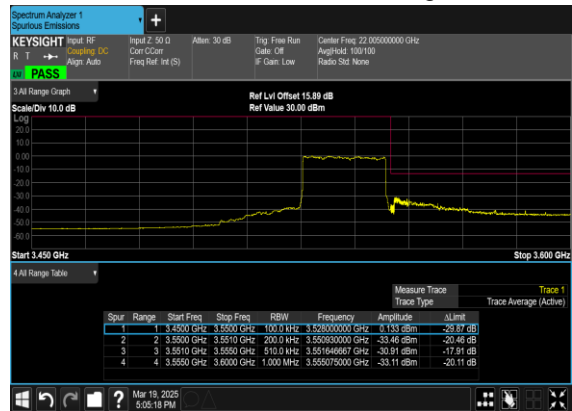 Spectrum Analyzer 1
Spurious Emissions
KEYSIGHT Input: RF Input Z: 50 Ω Atten: 30 dB Trig: Free Run Center Freq: 22.005000000 GHz
R T Coupling: DC Corr CCorr Gate: Off Avg|Hold: 100/100
Align: Auto Freq Ref: Int (S) IF Gain: Low Radio Std: None
PASS
3 All Range Graph Ref Lvl Offset 15.89 dB
Scale/Div 10.0 dB Ref Value 30.00 dBm
Log
20.0
10.0
0.00
-10.0
-20.0
-30.0
-40.0
-50.0
-60.0
Start 3.450 GHz Stop 3.600 GHz
4 All Range Table
Measure Trace Trace 1
Trace Type Trace Average (Active)
Spur Range Start Freq Stop Freq RBW Frequency Amplitude ΔLimit
1 1 3.4500 GHz 3.5500 GHz 100.0 kHz 3.528000000 GHz 0.133 dBm -29.87 dB
2 2 3.5500 GHz 3.5510 GHz 200.0 kHz 3.550930000 GHz -33.46 dBm -20.46 dB
3 3 3.5510 GHz 3.5550 GHz 510.0 kHz 3.551646667 GHz -30.91 dBm -17.91 dB
4 4 3.5550 GHz 3.6000 GHz 1.000 MHz 3.555075000 GHz -33.11 dBm -20.11 dB
Mar 19, 2025
5:05:18 PM